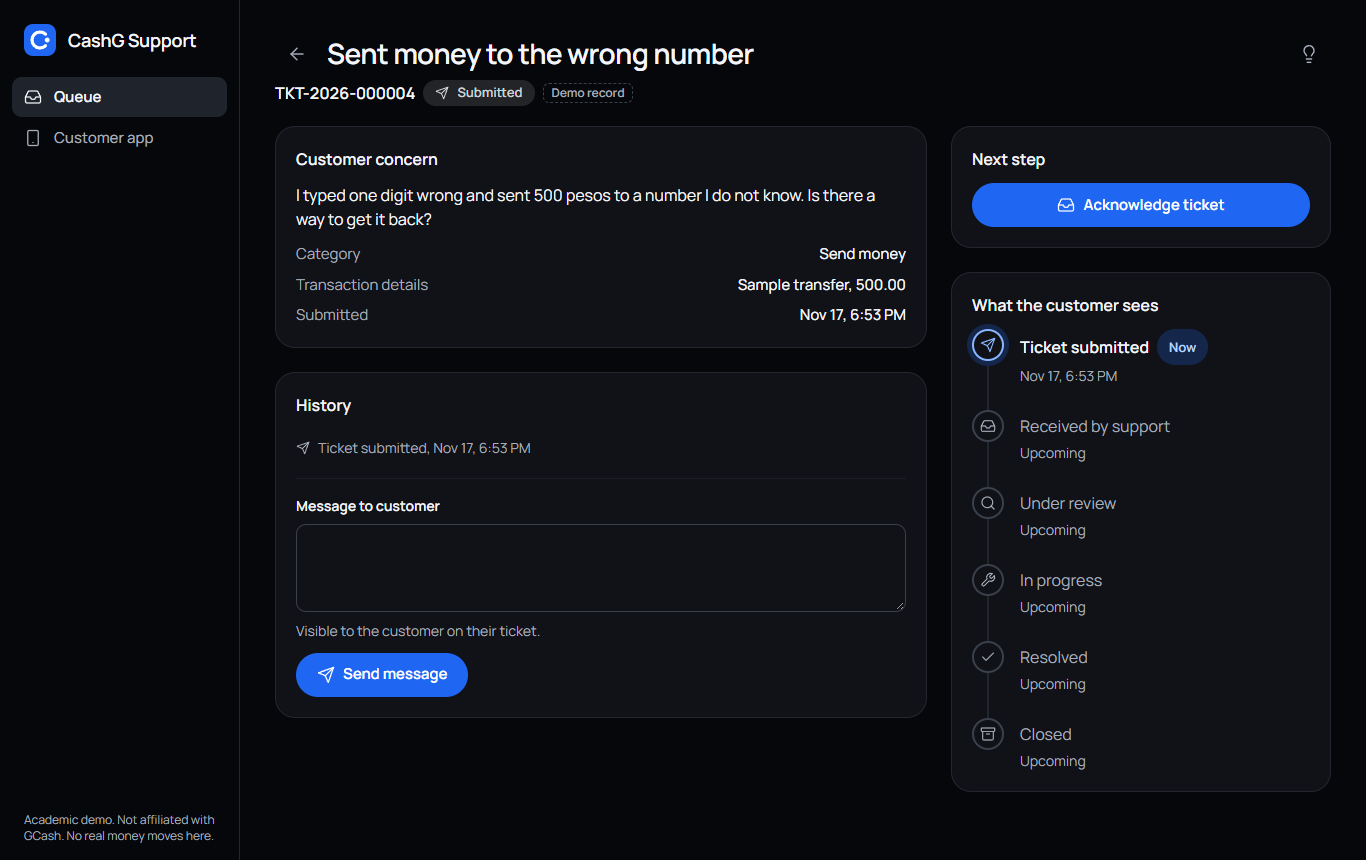 CashG Support
Queue
Customer app
Academic demo. Not affiliated with
GCash. No real money moves here.
Sent money to the wrong number
TKT-2026-000004
Submitted
Demo record
Customer concern
I typed one digit wrong and sent 500 pesos to a number I do not know. Is there a
way to get it back?
Category Send money
Transaction details Sample transfer, 500.00
Submitted Nov 17, 6:53 PM
History
Ticket submitted, Nov 17, 6:53 PM
Message to customer
Visible to the customer on their ticket.
Send message
Next step
Acknowledge ticket
What the customer sees
Ticket submitted Now
Nov 17, 6:53 PM
Received by support
Upcoming
Under review
Upcoming
In progress
Upcoming
Resolved
Upcoming
Closed
Upcoming